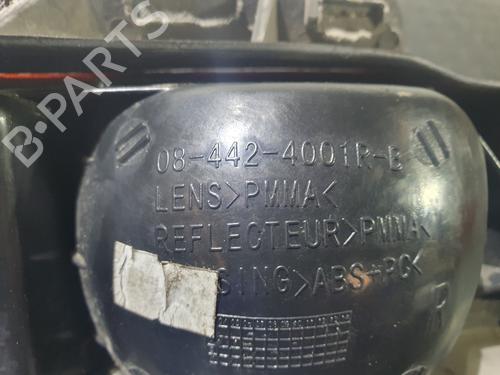 B-PARTS
08-442-4001R-B
LENS>PMMA<
REFLECTEUR>PMMA<
SING>ABS-PC<
R